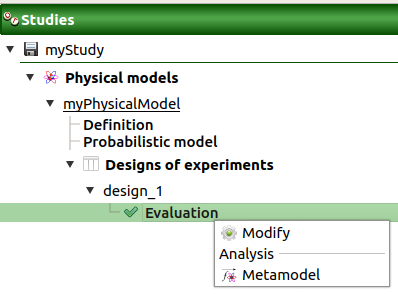 Studies
myStudy
Physical models
myPhysicalModel
Definition
Probabilistic model
Designs of experiments
design_1
Evaluation
Modify
Analysis
Metamodel